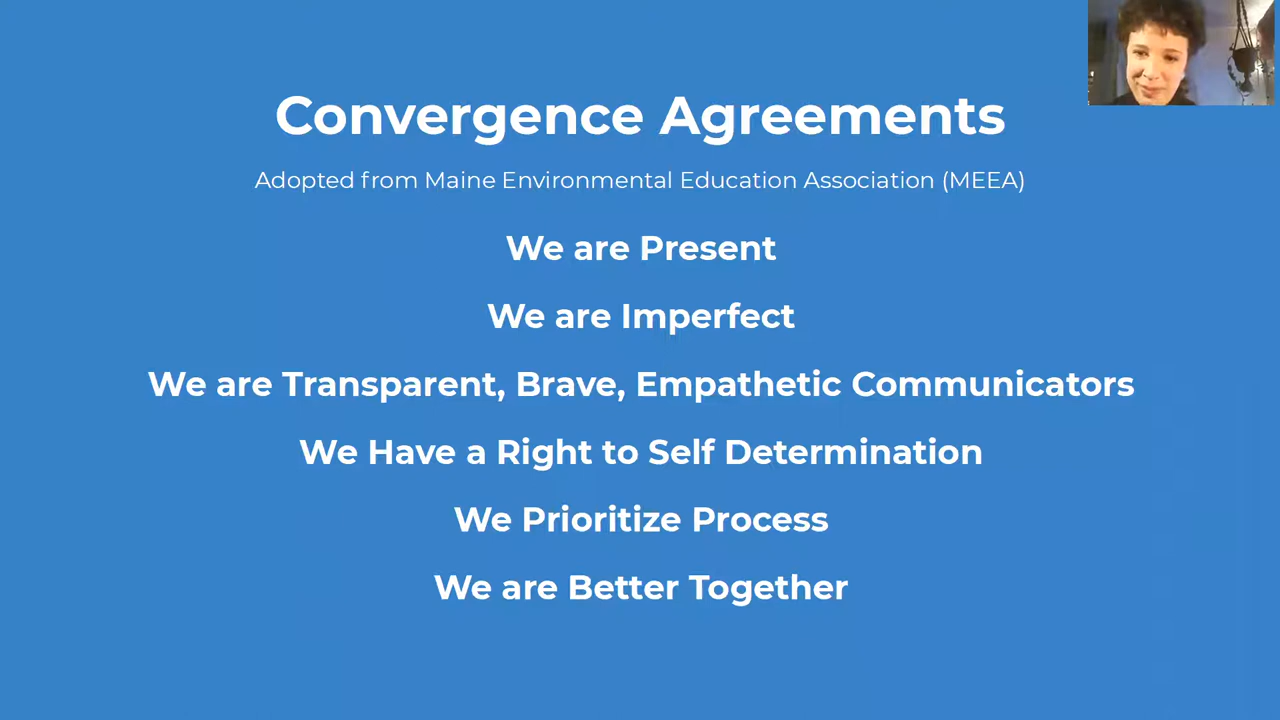 Convergence Agreements
Adopted from Maine Environmental Education Association (MEEA)
We are Present
We are Imperfect
We are Transparent, Brave, Empathetic Communicators
We Have a Right to Self Determination
We Prioritize Process
We are Better Together